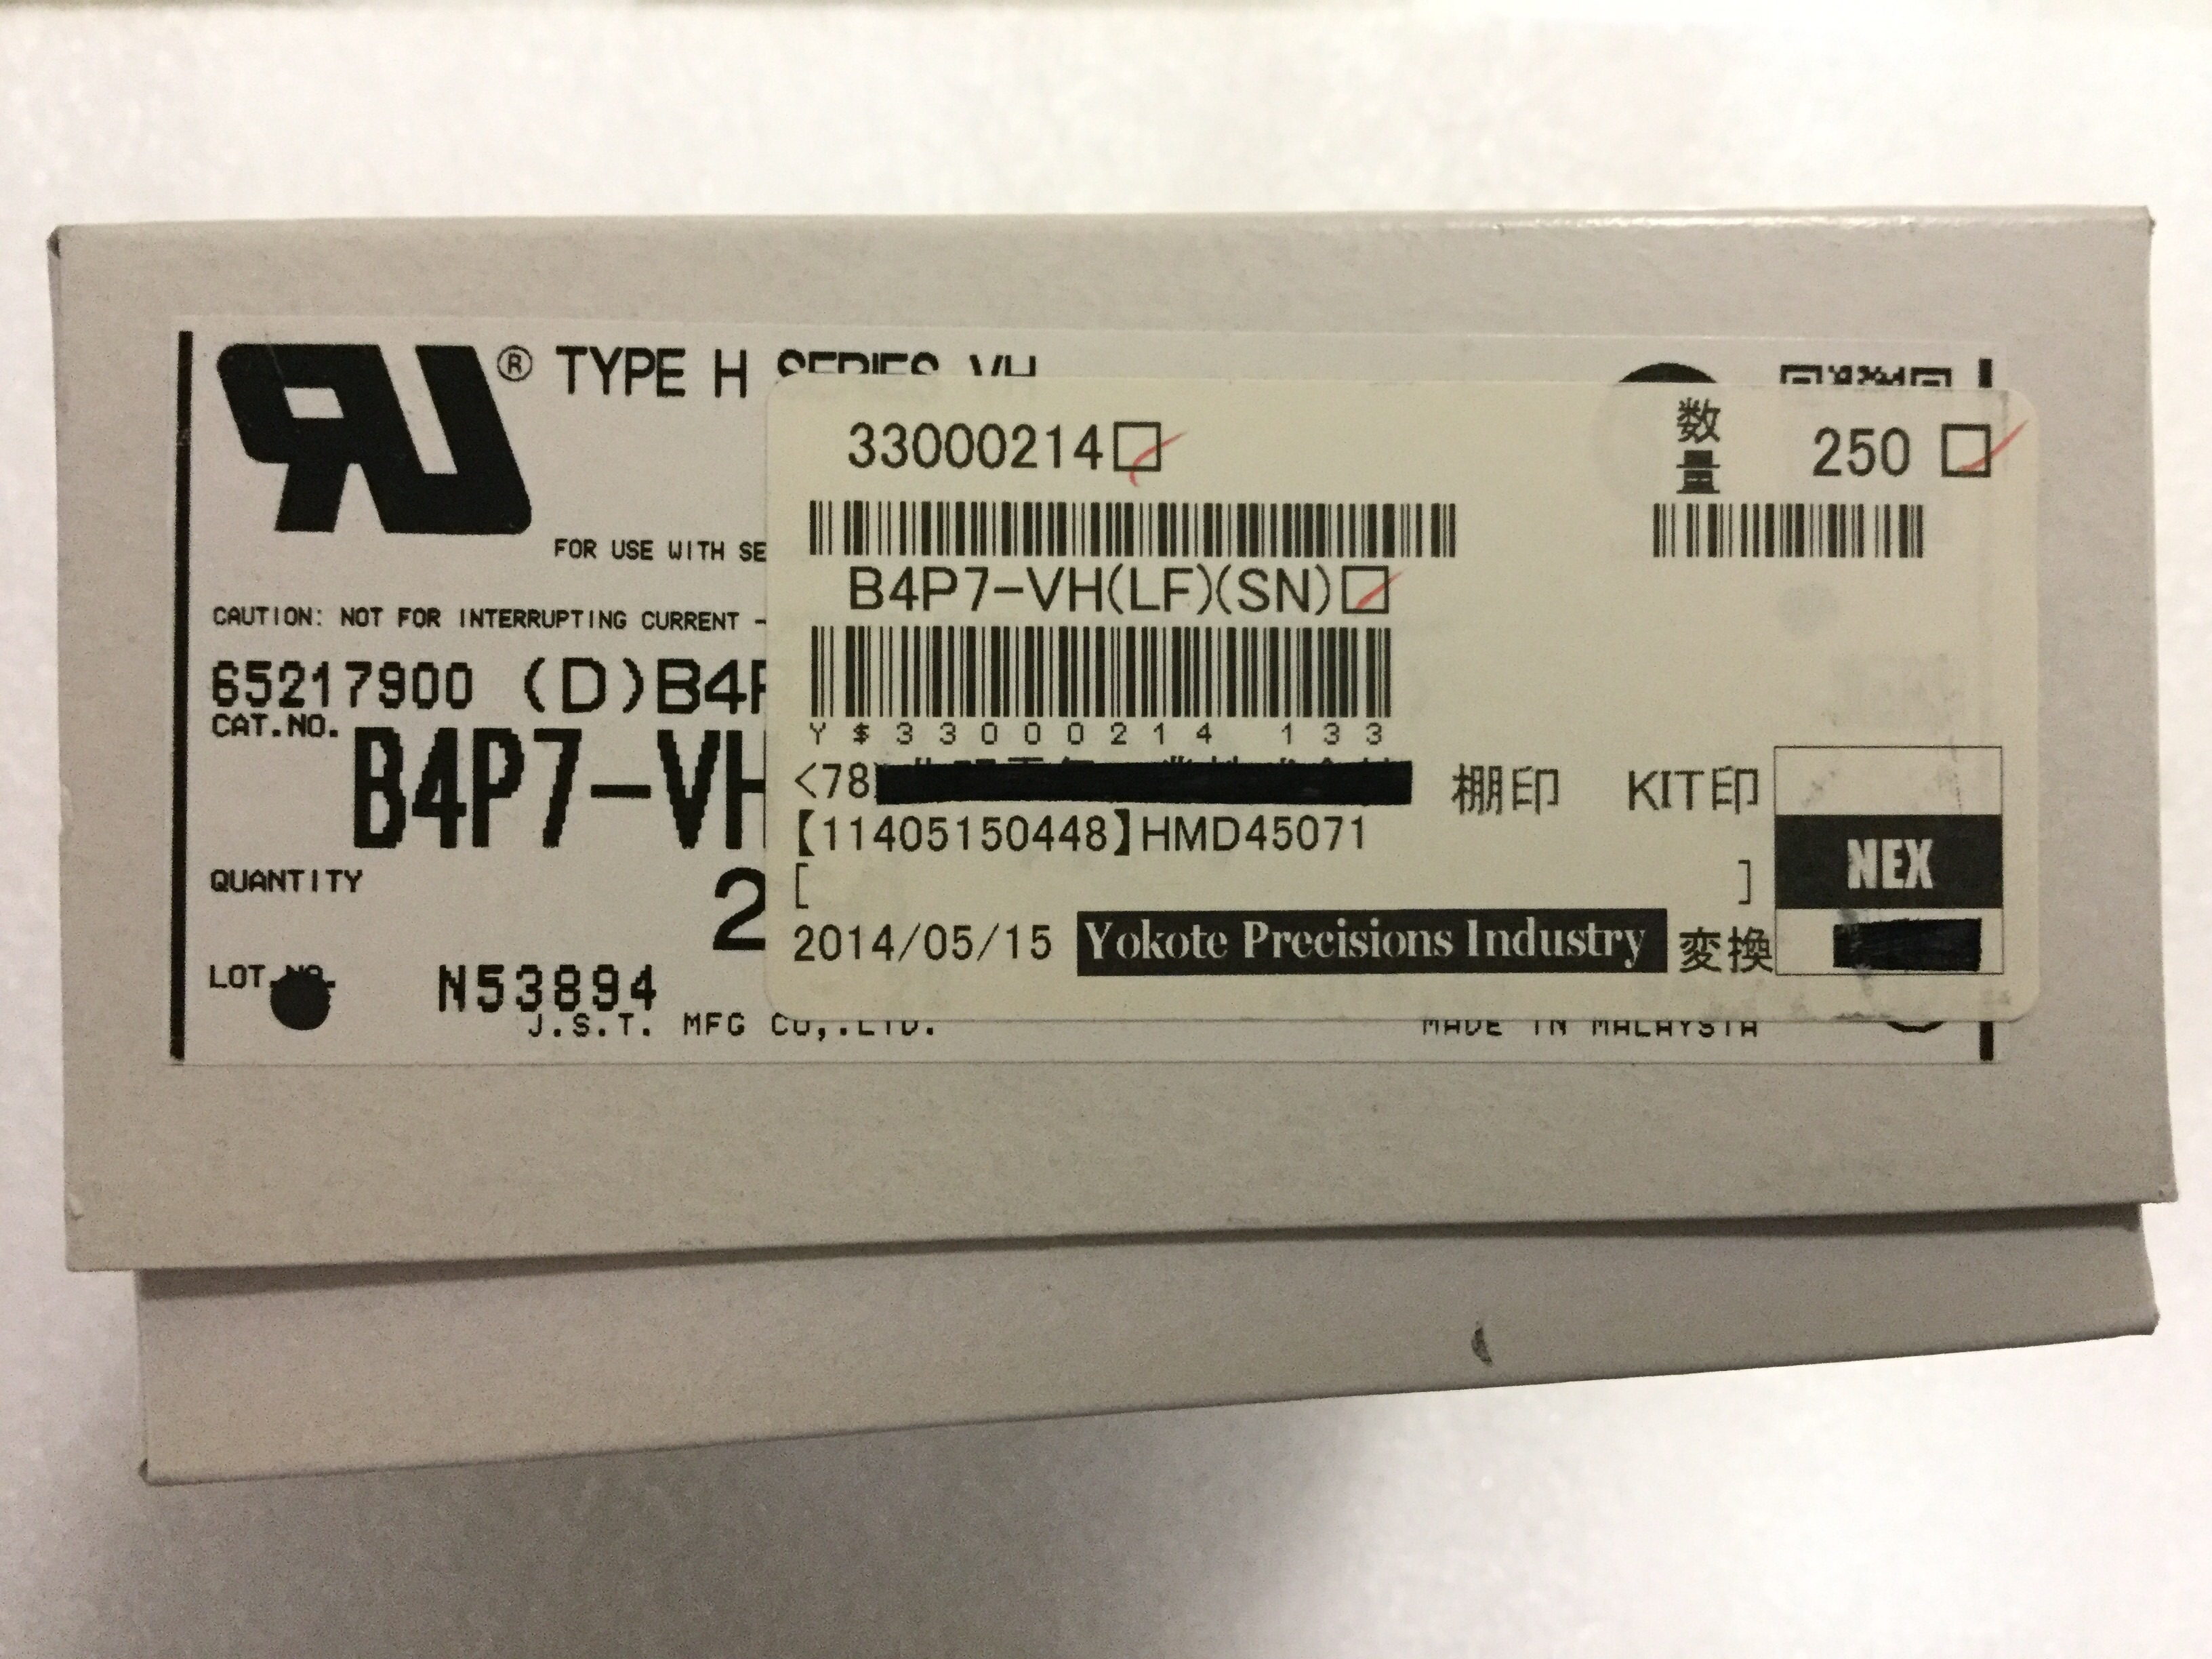 ® TYPE H SERIES VH
FOR USE WITH SE
CAUTION: NOT FOR INTERRUPTING CURRENT -
65217900 (D)B4P
CAT.NO.
B4P7-VH
QUANTITY
2
LOT.NO.
N53894
J.S.T. MFG CO,.LTD.
MADE IN MALAYSIA
33000214
数量
250
B4P7-VH(LF)(SN)
Y$33000214 133
<78
棚印 KIT印
【11405150448】HMD45071
[ ]
NEX
2014/05/15 Yokote Precisions Industry 変換